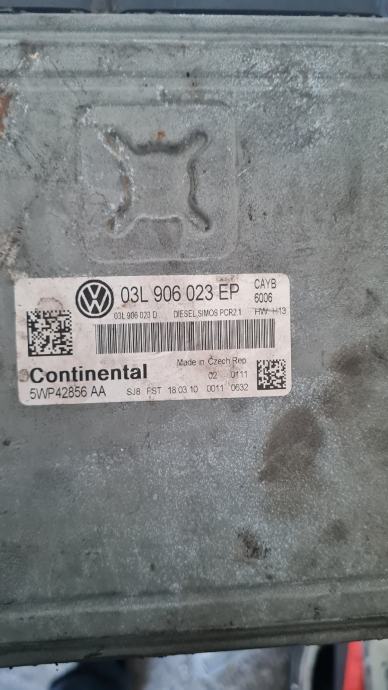 03L 906 023 EP
CAYB
6006
03L 906 023 D DIESEL,SIMOS PCR2.1 HW: H13
Made in Czech Rep.
Continental 02 0111
5WP42856 AA SJ8 FST 18.03.10 0011 0632